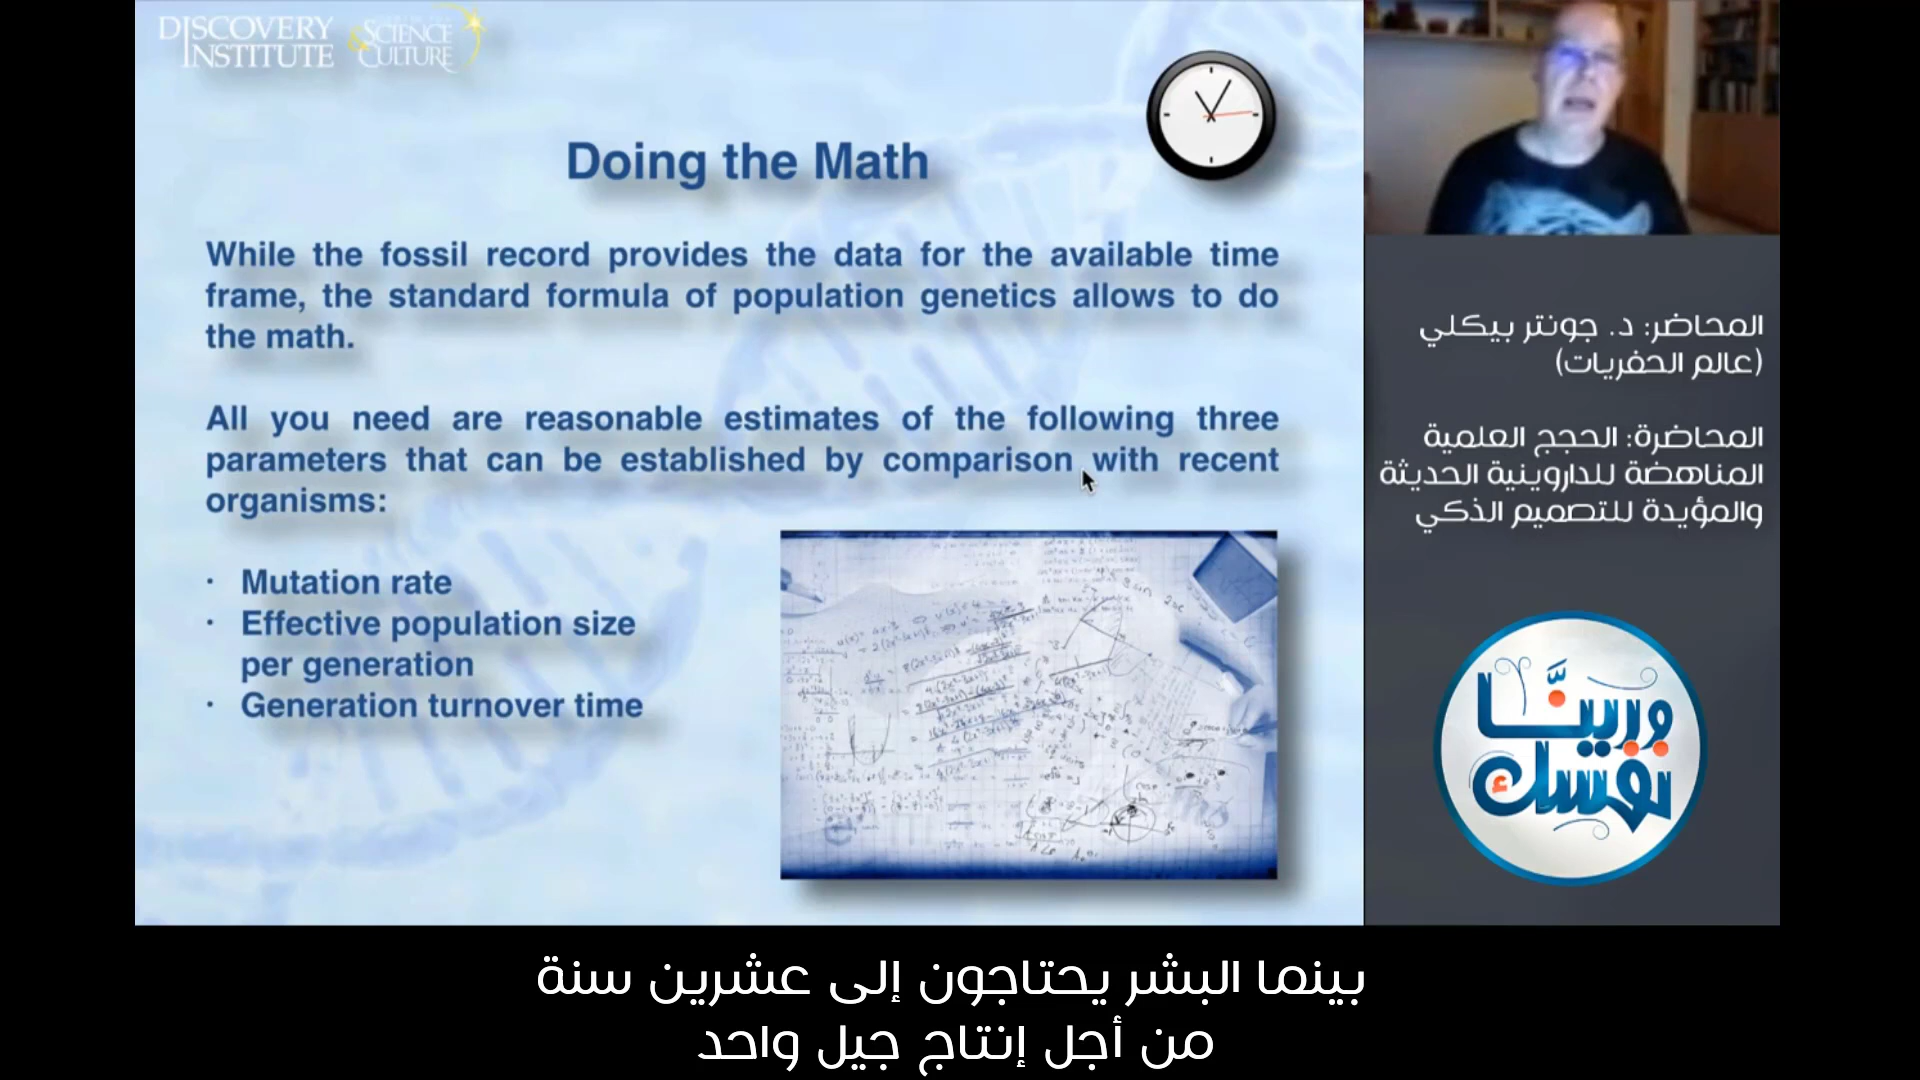 DISCOVERY
INSTITUTE
SCIENCE
& CULTURE
Doing the Math
While the fossil record provides the data for the available time
frame, the standard formula of population genetics allows to do
the math.
All you need are reasonable estimates of the following three
parameters that can be established by comparison with recent
organisms:
· Mutation rate
· Effective population size
per generation
· Generation turnover time
المحاضر: د. جونتر بيكلي
(عالم الحفريات)
المحاضرة: الحجج العلمية
المناهضة للداروينية الحديثة
والمؤيدة للتصميم الذكي
وزينّا
نفسك
بينما البشر يحتاجون إلى عشرين سنة
من أجل إنتاج جيل واحد